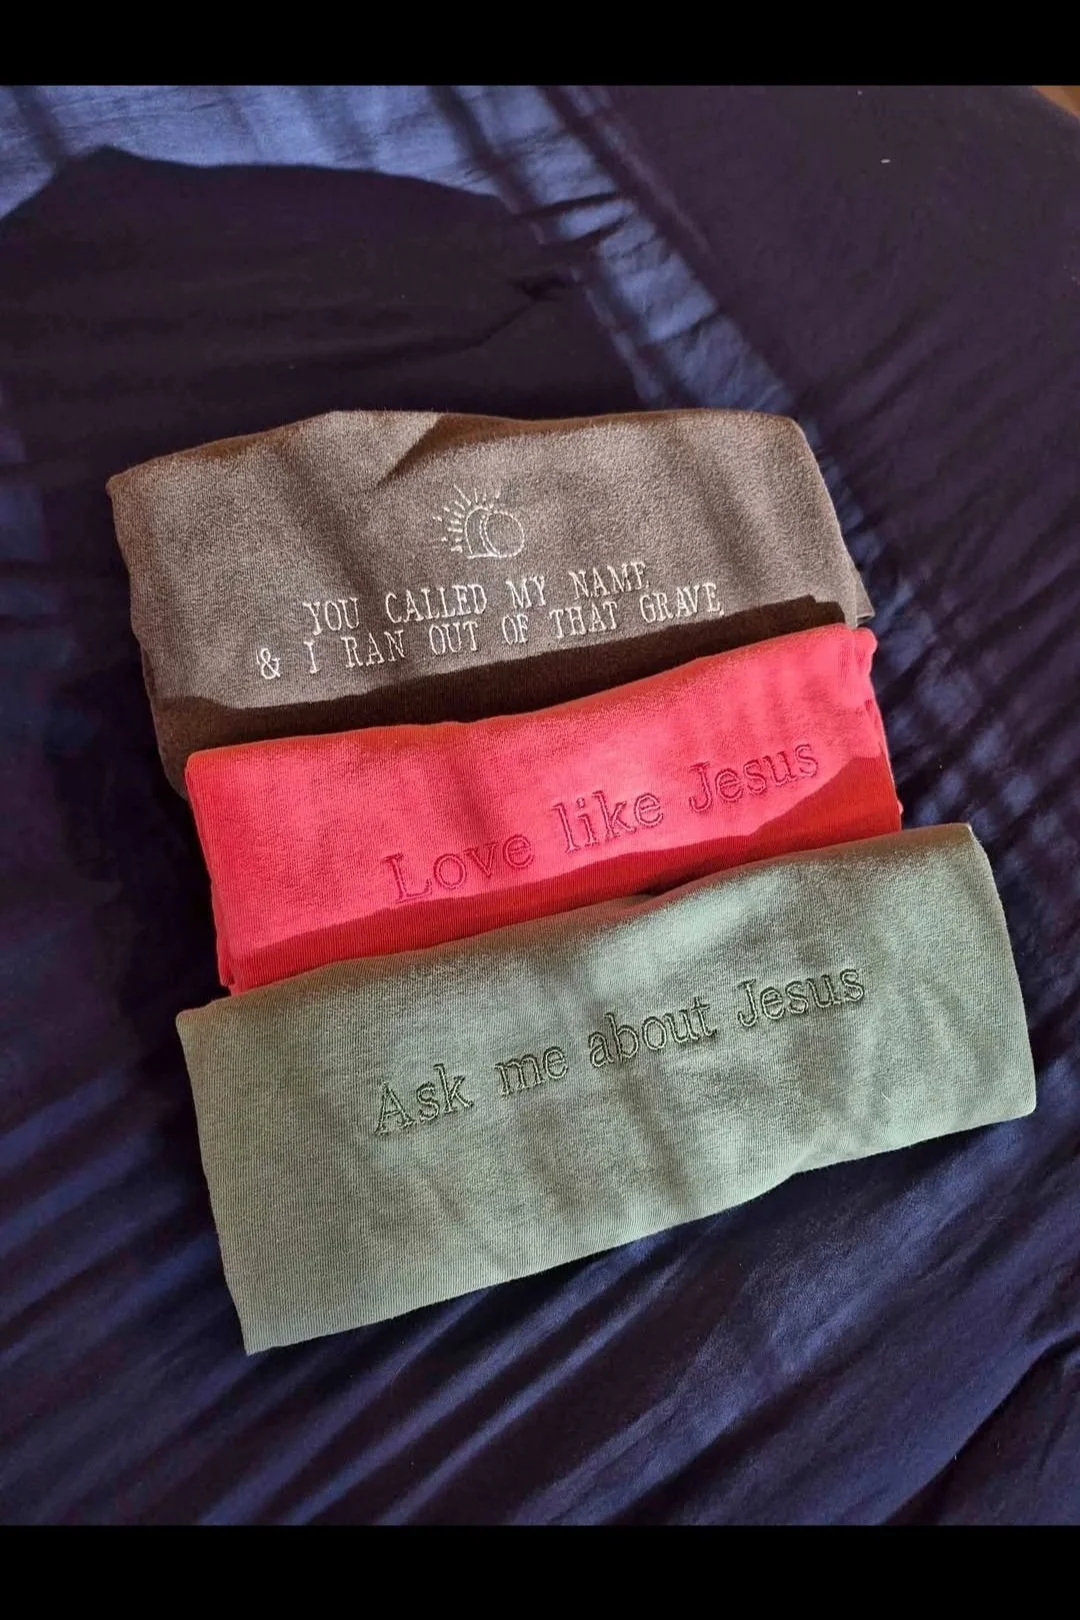 YOU CALLED MY NAME
& I RAN OUT OF THAT GRAVE
Love like Jesus
Ask me about Jesus